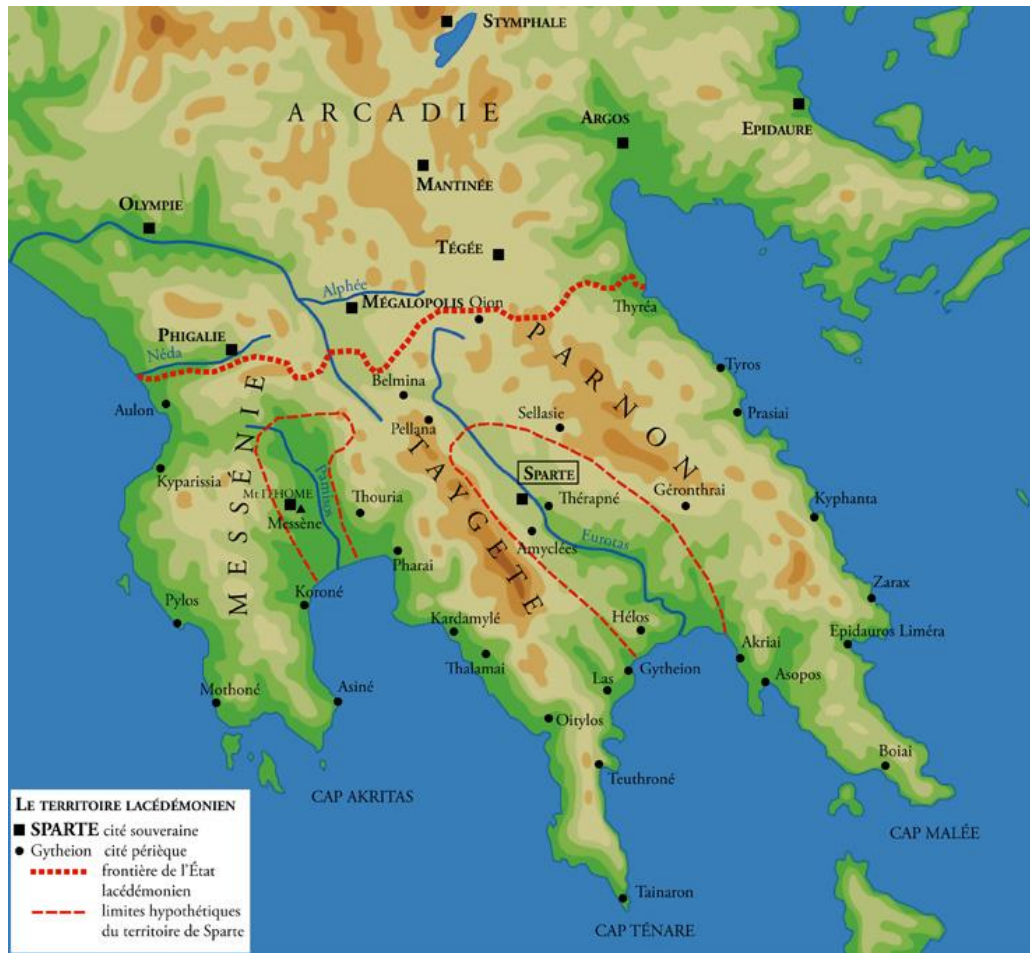 STYMPHALE
ARCADIE
ARGOS
EPIDAURE
MANTINÉE
OLYMPIE
TÉGÉE
Alphée
MÉGALOPOLIS
Oion
Thyréa
PHIGALIE
Néda
PARNON
Tyros
Belmina
Aulon
Prasiai
Pellana
Sellasie
MESSÉNIE
TAYGETE
Kyparissia
Pamisos
SPARTE
Mt ITHOME
Messène
Thouria
Thérapné
Géronthrai
Kyphanta
Amyclées
Eurotas
Pharai
Zarax
Koroné
Pylos
Kardamylé
Hélos
Epidauros Liméra
Akriai
Thalamai
Gytheion
Asopos
Las
Mothoné
Asiné
Oitylos
Boiai
Teuthroné
CAP AKRITAS
CAP MALÉE
Tainaron
CAP TÉNARE
LE TERRITOIRE LACÉDÉMONIEN
SPARTE cité souveraine
Gytheion cité périèque
frontière de l'État
lacédémonien
limites hypothétiques
du territoire de Sparte